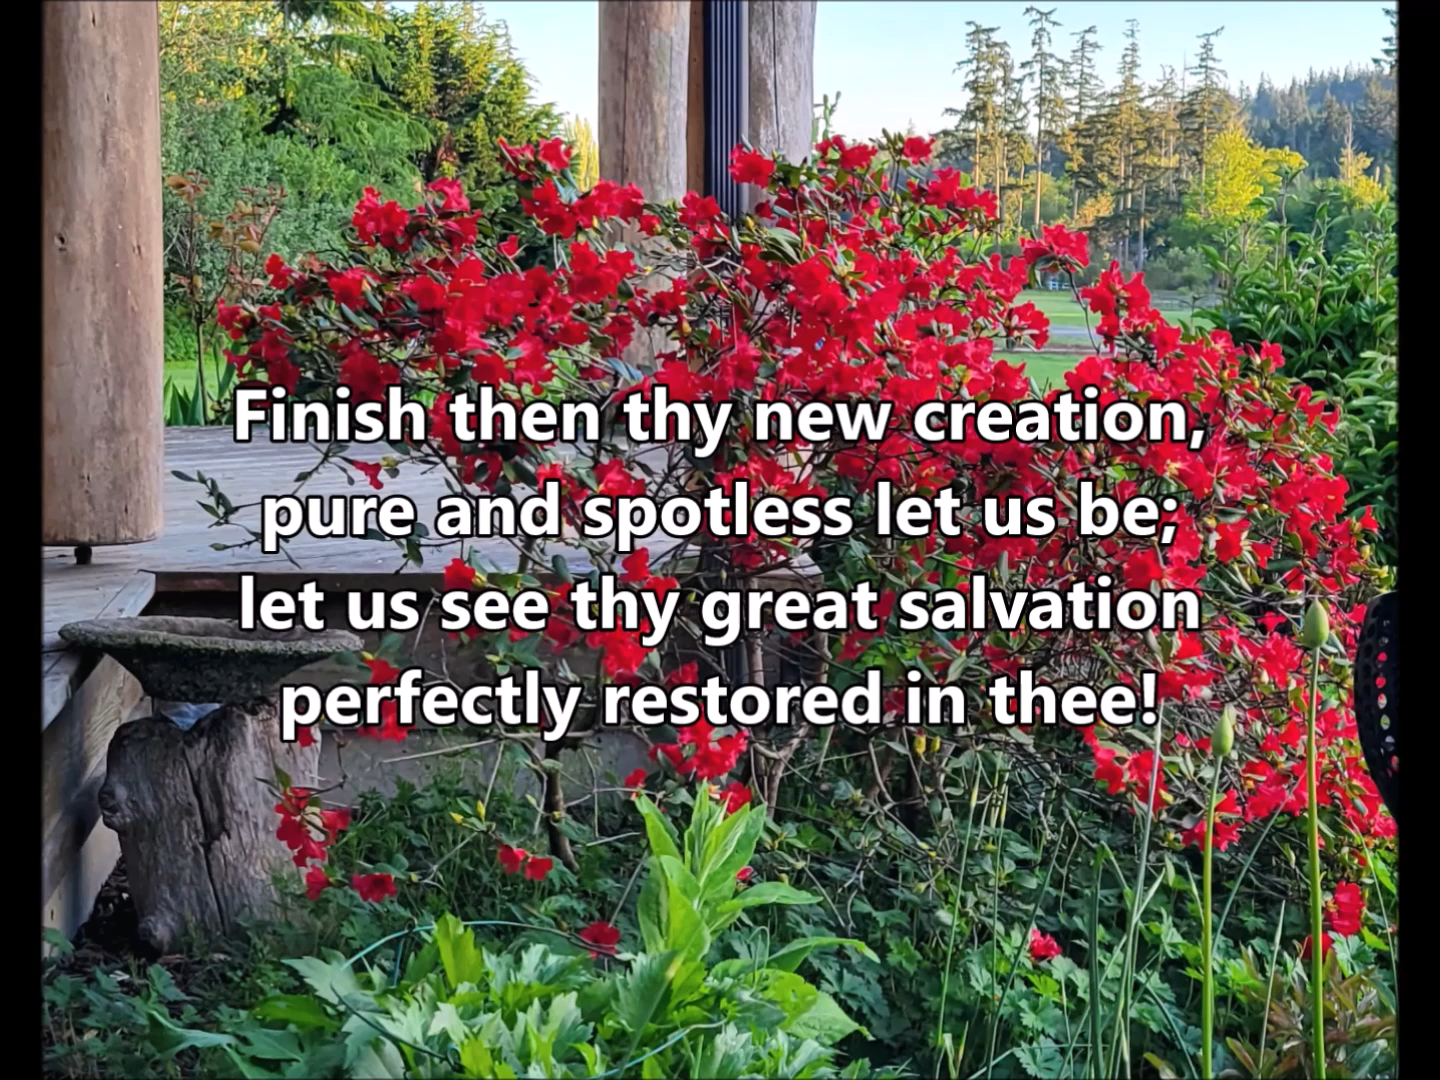 Finish then thy new creation,
pure and spotless let us be;
let us see thy great salvation
perfectly restored in thee!